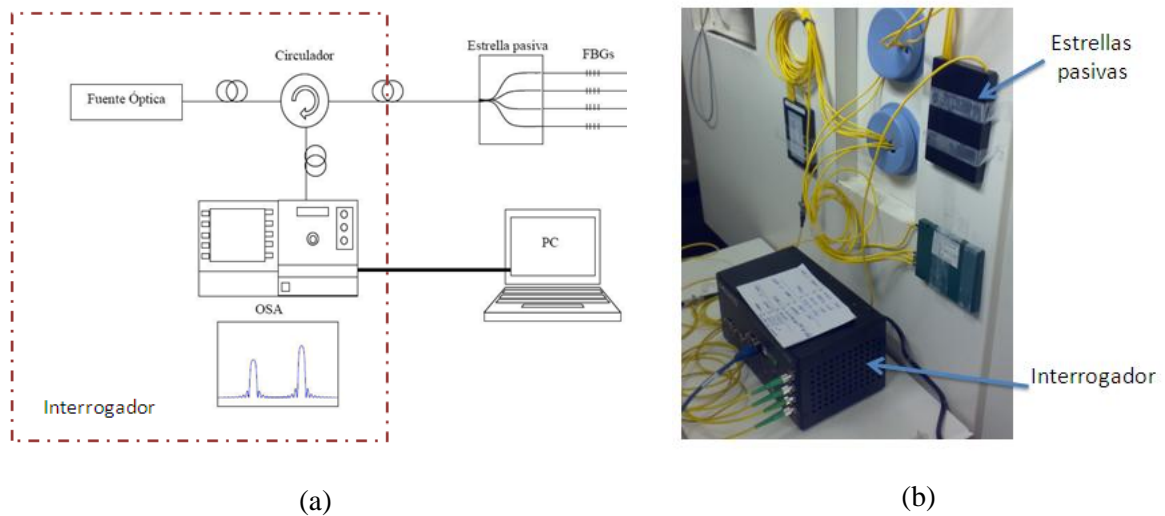 Circulador
Estrella pasiva
FBGs
Fuente Óptica
PC
OSA
Interrogador
(a)
Estrellas
pasivas
Interrogador
(b)